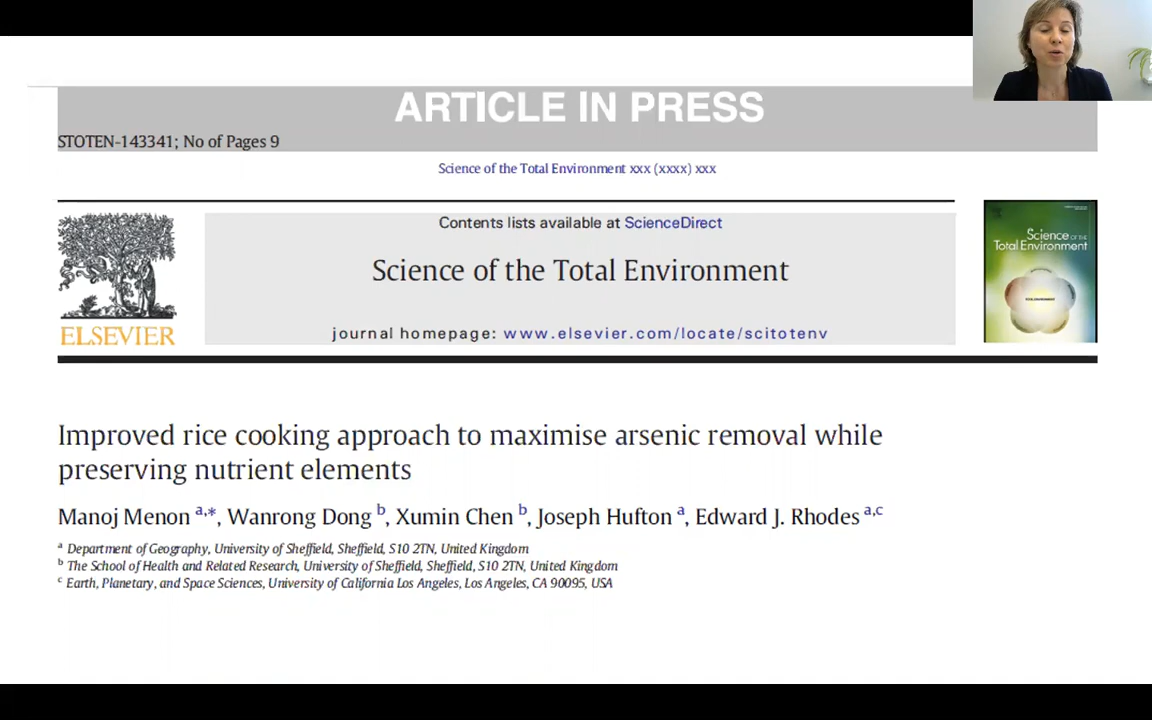 ARTICLE IN PRESS
STOTEN-143341; No of Pages 9
Science of the Total Environment xxx (xxxx) xxx
Contents lists available at ScienceDirect
Science of the Total Environment
journal homepage: www.elsevier.com/locate/scitotenv
ELSEVIER
Science OF THE
Total Environment
Improved rice cooking approach to maximise arsenic removal while
preserving nutrient elements
Manoj Menon a,*, Wanrong Dong b, Xumin Chen b, Joseph Hufton a, Edward J. Rhodes a,c
a Department of Geography, University of Sheffield, Sheffield, S10 2TN, United Kingdom
b The School of Health and Related Research, University of Sheffield, Sheffield, S10 2TN, United Kingdom
c Earth, Planetary, and Space Sciences, University of California Los Angeles, Los Angeles, CA 90095, USA